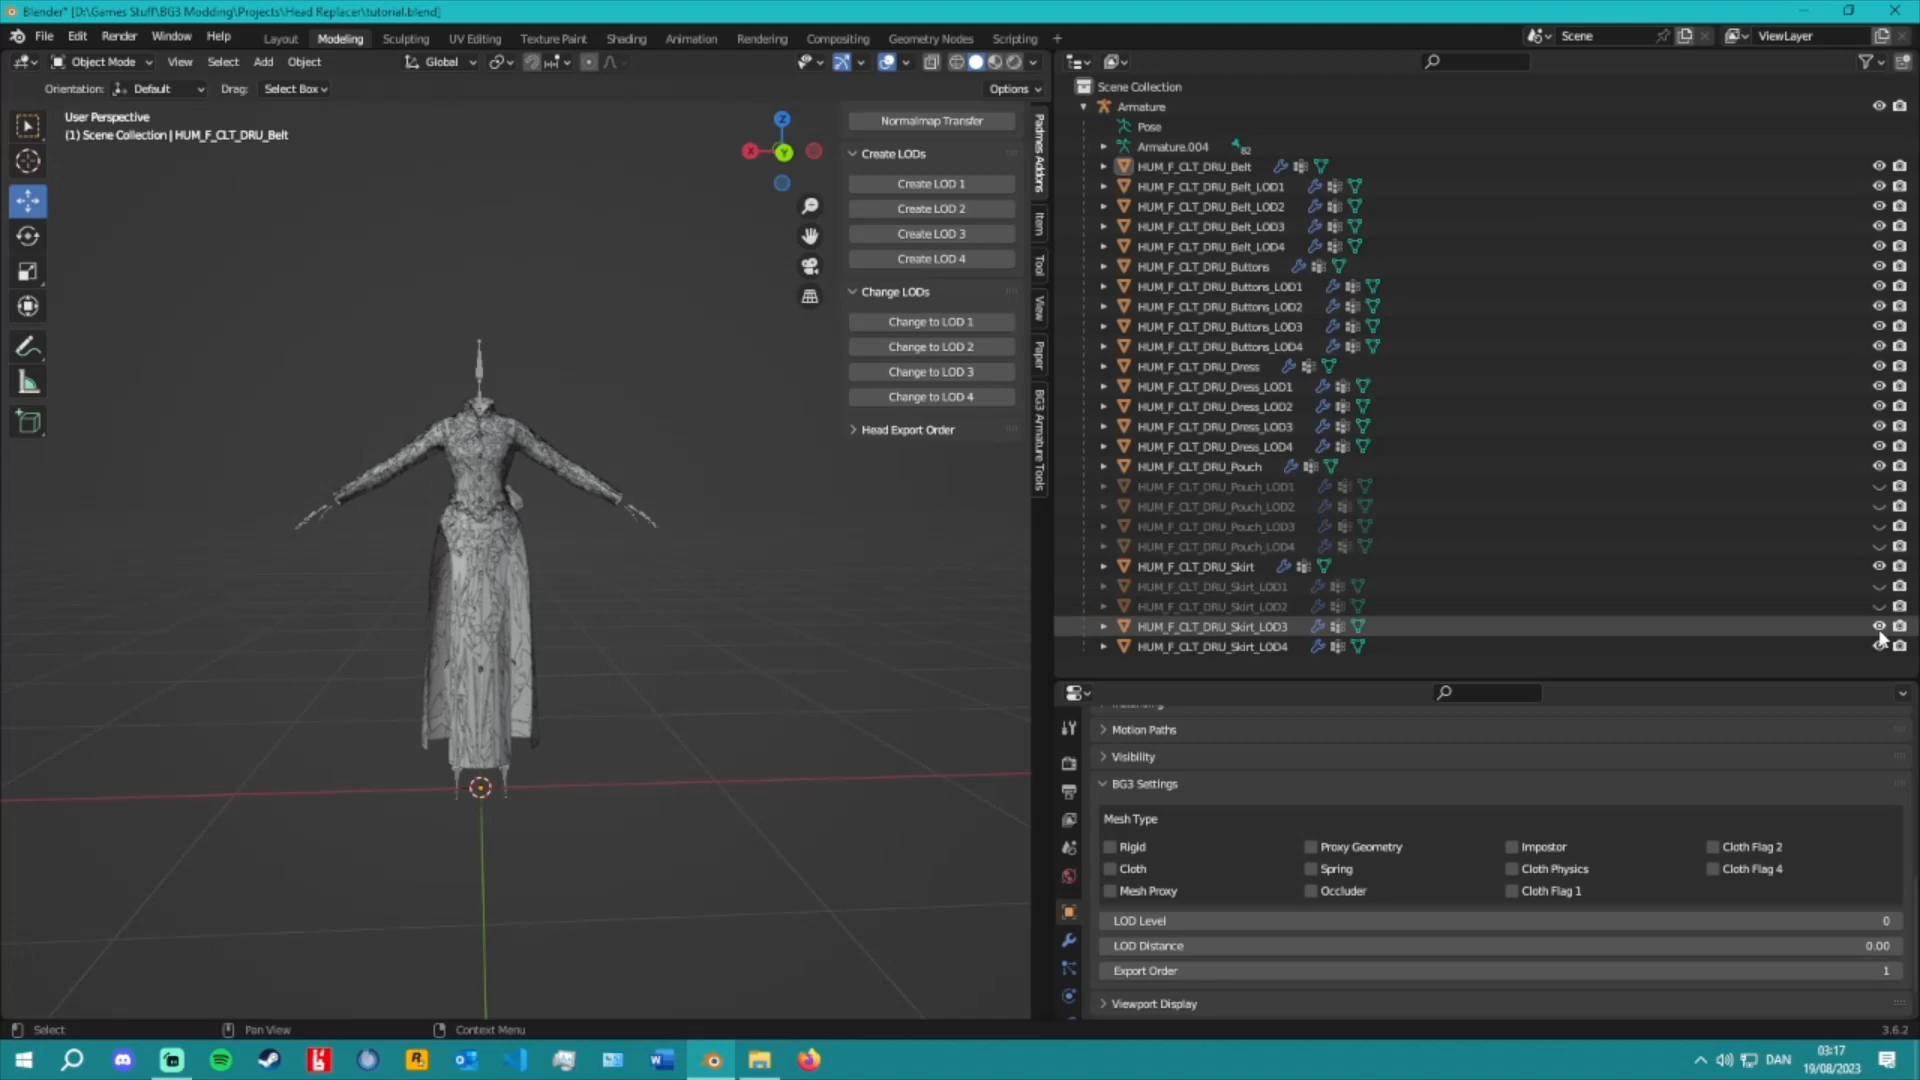 Blender* [D:\Games Stuff\BG3 Modding\Projects\Head Replacer\tutorial.blend]
File Edit Render Window Help Layout Modeling Sculpting UV Editing Texture Paint Shading Animation Rendering Compositing Geometry Nodes Scripting + Scene ViewLayer
Object Mode View Select Add Object Global
Orientation: Default Drag: Select Box Options
User Perspective
(1) Scene Collection | HUM_F_CLT_DRU_Belt
Z
X
Y
Normalmap Transfer
Create LODs
Create LOD 1
Create LOD 2
Create LOD 3
Create LOD 4
Change LODs
Change to LOD 1
Change to LOD 2
Change to LOD 3
Change to LOD 4
Head Export Order
Padmes Addons
Item
Tool
View
Paper
BG3 Armature Tools
Scene Collection
Armature
Pose
Armature.004 82
HUM_F_CLT_DRU_Belt
HUM_F_CLT_DRU_Belt_LOD1
HUM_F_CLT_DRU_Belt_LOD2
HUM_F_CLT_DRU_Belt_LOD3
HUM_F_CLT_DRU_Belt_LOD4
HUM_F_CLT_DRU_Buttons
HUM_F_CLT_DRU_Buttons_LOD1
HUM_F_CLT_DRU_Buttons_LOD2
HUM_F_CLT_DRU_Buttons_LOD3
HUM_F_CLT_DRU_Buttons_LOD4
HUM_F_CLT_DRU_Dress
HUM_F_CLT_DRU_Dress_LOD1
HUM_F_CLT_DRU_Dress_LOD2
HUM_F_CLT_DRU_Dress_LOD3
HUM_F_CLT_DRU_Dress_LOD4
HUM_F_CLT_DRU_Pouch
HUM_F_CLT_DRU_Pouch_LOD1
HUM_F_CLT_DRU_Pouch_LOD2
HUM_F_CLT_DRU_Pouch_LOD3
HUM_F_CLT_DRU_Pouch_LOD4
HUM_F_CLT_DRU_Skirt
HUM_F_CLT_DRU_Skirt_LOD1
HUM_F_CLT_DRU_Skirt_LOD2
HUM_F_CLT_DRU_Skirt_LOD3
HUM_F_CLT_DRU_Skirt_LOD4
Motion Paths
Visibility
BG3 Settings
Mesh Type
Rigid Proxy Geometry Impostor Cloth Flag 2
Cloth Spring Cloth Physics Cloth Flag 4
Mesh Proxy Occluder Cloth Flag 1
LOD Level 0
LOD Distance 0.00
Export Order 1
Viewport Display
Select Pan View Context Menu 3.6.2
DAN 03:17
19/08/2023